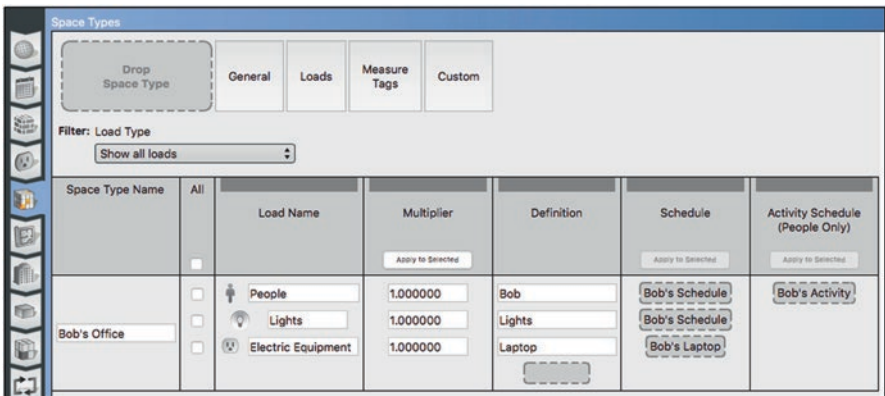 Space Types
Drop
Space Type
General
Loads
Measure
Tags
Custom
Filter: Load Type
Show all loads
Space Type Name
All
Load Name
Multiplier
Definition
Schedule
Activity Schedule
(People Only)
Apply to Selected
Apply to Selected
Apply to Selected
Bob's Office
People
1.000000
Bob
Bob's Schedule
Bob's Activity
Lights
1.000000
Lights
Bob's Schedule
Electric Equipment
1.000000
Laptop
Bob's Laptop